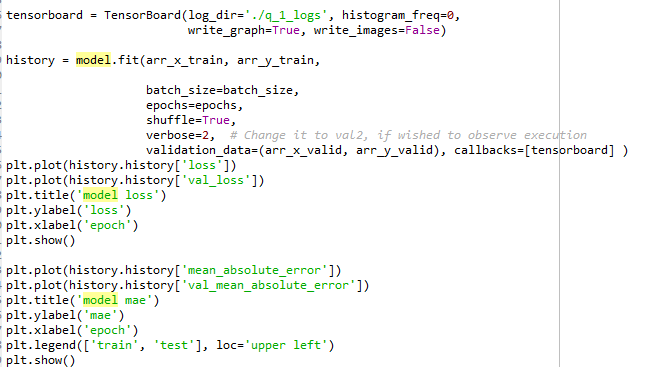 tensorboard = TensorBoard(log_dir='./q_1_logs', histogram_freq=0,
                          write_graph=True, write_images=False)
history = model.fit(arr_x_train, arr_y_train,
                    batch_size=batch_size,
                    epochs=epochs,
                    shuffle=True,
                    verbose=2,  # Change it to val2, if wished to observe execution
                    validation_data=(arr_x_valid, arr_y_valid), callbacks=[tensorboard] )
plt.plot(history.history['loss'])
plt.plot(history.history['val_loss'])
plt.title('model loss')
plt.ylabel('loss')
plt.xlabel('epoch')
plt.show()
plt.plot(history.history['mean_absolute_error'])
plt.plot(history.history['val_mean_absolute_error'])
plt.title('model mae')
plt.ylabel('mae')
plt.xlabel('epoch')
plt.legend(['train', 'test'], loc='upper left')
plt.show()